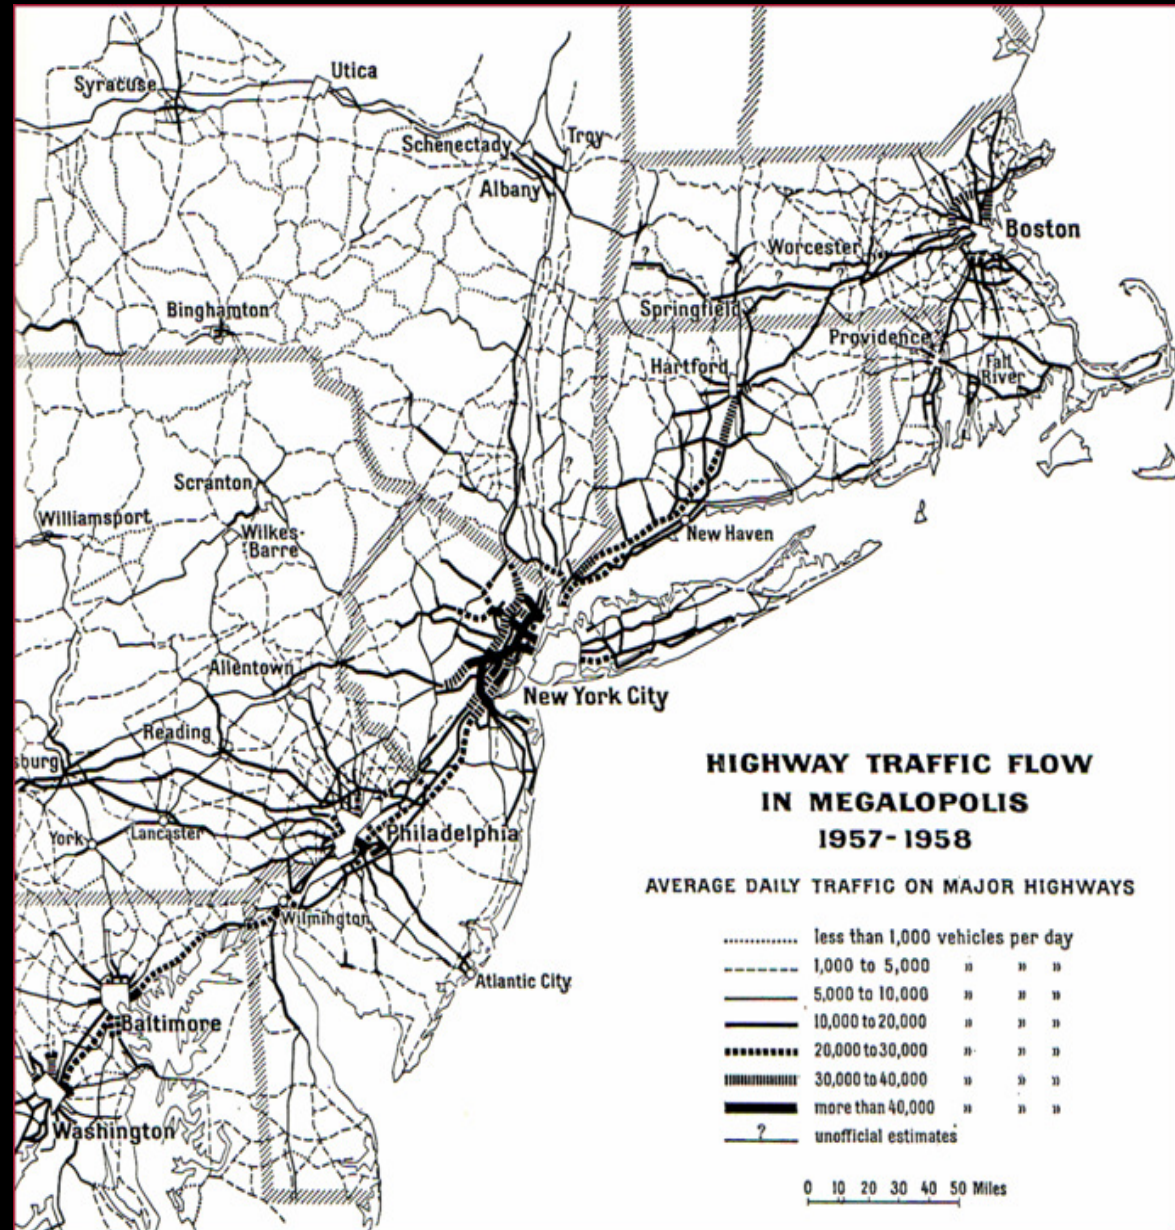 Utica
Syracuse
Troy
Schenectady
Albany
Boston
?
Worcester
? ?
Binghamton
Springfield
Providence
Hartford
Fall
River
?
?
Scranton
Williamsport
Wilkes-
Barre
New Haven
Allentown
New York City
Reading
sburg
Philadelphia
York
Lancaster
Wilmington
Atlantic City
Baltimore
Washington
HIGHWAY TRAFFIC FLOW
IN MEGALOPOLIS
1957-1958
AVERAGE DAILY TRAFFIC ON MAJOR HIGHWAYS
less than 1,000 vehicles per day
1,000 to 5,000 » » »
5,000 to 10,000 » » »
10,000 to 20,000 » » »
20,000 to 30,000 » » »
30,000 to 40,000 » » »
more than 40,000 » » »
? unofficial estimates
0 10 20 30 40 50 Miles